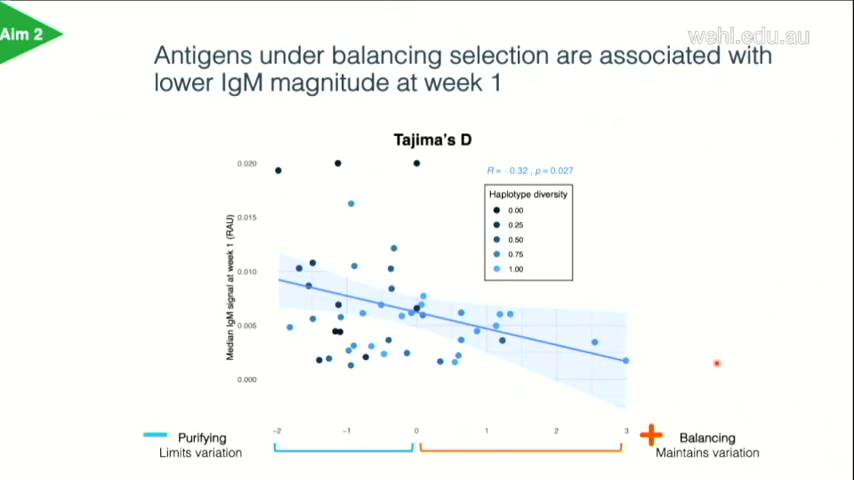 Aim 2
wehi.edu.au
Antigens under balancing selection are associated with
lower IgM magnitude at week 1
Tajima's D
R = −0.32 , p = 0.027
Haplotype diversity
0.00
0.25
0.50
0.75
1.00
Median IgM signal at week 1 (RAU)
0.020
0.015
0.010
0.005
0.000
−2
−1
0
1
2
3
Purifying
Limits variation
Balancing
Maintains variation